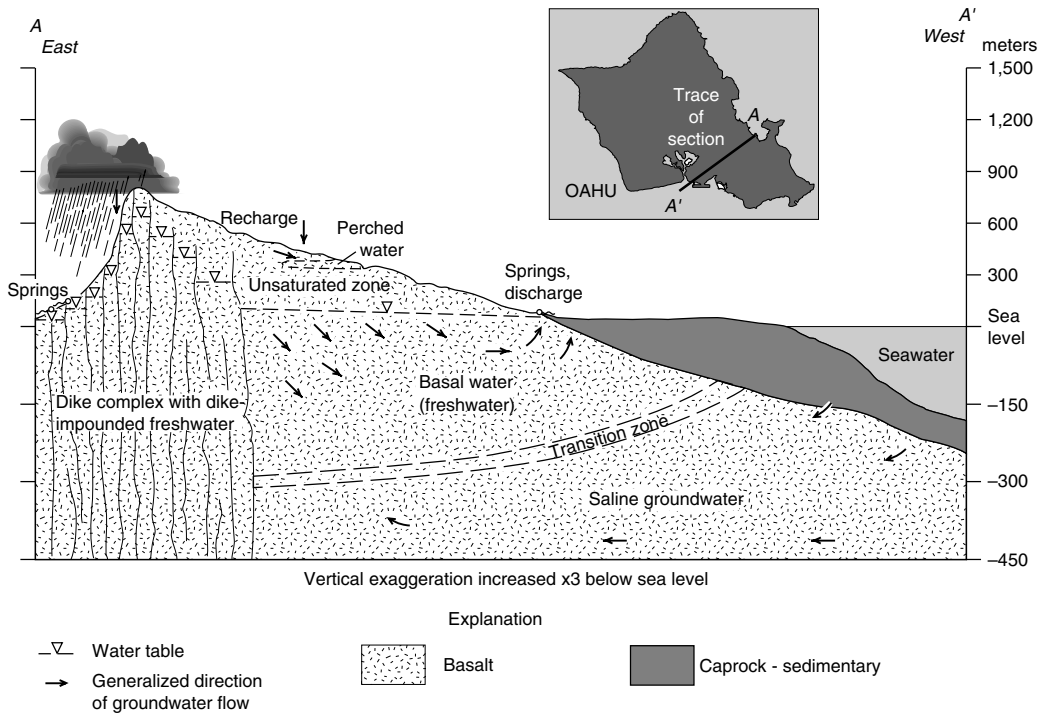 A
East
A'
West
meters
1,500
1,200
900
600
300
Sea
level
−150
−300
−450
Trace
of
section
A
OAHU
A'
Recharge
Perched
water
Unsaturated zone
Springs
Springs,
discharge
Seawater
Basal water
(freshwater)
Dike complex with dike-
impounded freshwater
Transition zone
Saline groundwater
Vertical exaggeration increased x3 below sea level
Explanation
Water table
Generalized direction
of groundwater flow
Basalt
Caprock - sedimentary